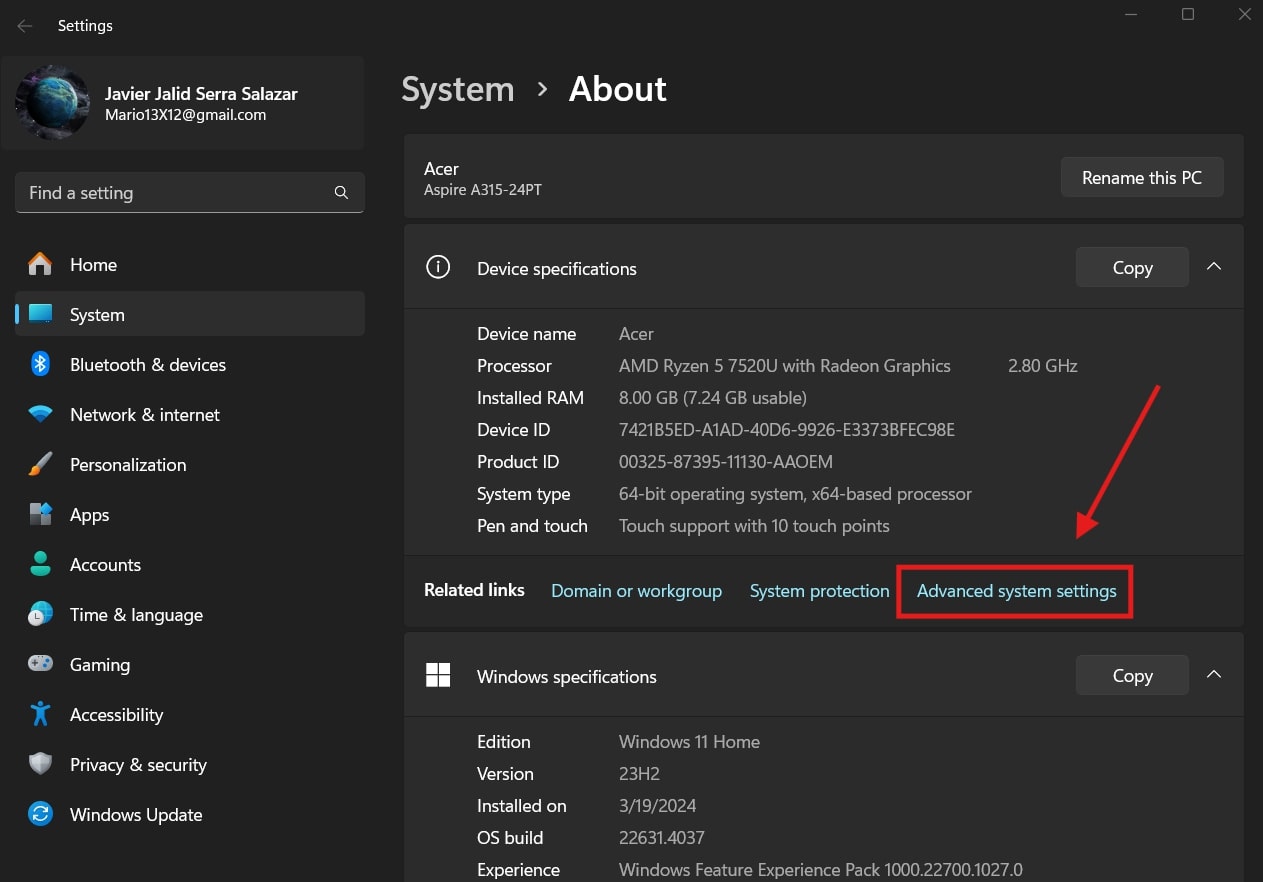 Settings
Javier Jalid Serra Salazar
Mario13X12@gmail.com
Find a setting
Home
System
Bluetooth & devices
Network & internet
Personalization
Apps
Accounts
Time & language
Gaming
Accessibility
Privacy & security
Windows Update
System > About
Acer
Aspire A315-24PT
Rename this PC
Device specifications
Copy
Device name Acer
Processor AMD Ryzen 5 7520U with Radeon Graphics 2.80 GHz
Installed RAM 8.00 GB (7.24 GB usable)
Device ID 7421B5ED-A1AD-40D6-9926-E3373BFEC98E
Product ID 00325-87395-11130-AAOEM
System type 64-bit operating system, x64-based processor
Pen and touch Touch support with 10 touch points
Related links Domain or workgroup System protection Advanced system settings
Windows specifications
Copy
Edition Windows 11 Home
Version 23H2
Installed on 3/19/2024
OS build 22631.4037
Experience Windows Feature Experience Pack 1000.22700.1027.0